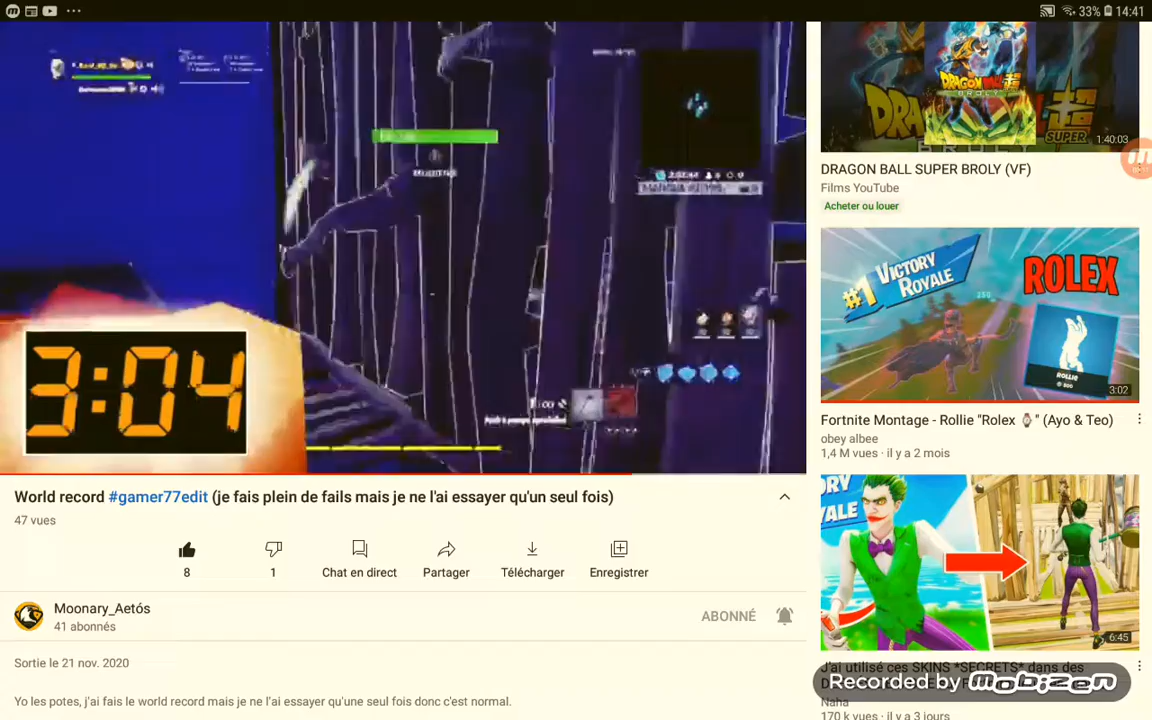 33% 14:41
3:04
World record #gamer77edit (je fais plein de fails mais je ne l'ai essayer qu'un seul fois)
47 vues
8
1
Chat en direct
Partager
Télécharger
Enregistrer
Moonary_Aetós
41 abonnés
ABONNÉ
Sortie le 21 nov. 2020
Yo les potes, j'ai fais le world record mais je ne l'ai essayer qu'une seul fois donc c'est normal.
DRAGON BALL SUPER
BROLY
SUPER
1:40:03
DRAGON BALL SUPER BROLY (VF)
Films YouTube
Acheter ou louer
#1 VICTORY ROYALE
ROLEX
250
ROLLIE
800
3:02
Fortnite Montage - Rollie "Rolex ⌚" (Ayo & Teo)
obey albee
1,4 M vues · il y a 2 mois
6:45
J'ai utilisé ces SKINS *SECRETS* dans des
Naha
170 k vues · il y a 3 jours
Recorded by mobizen